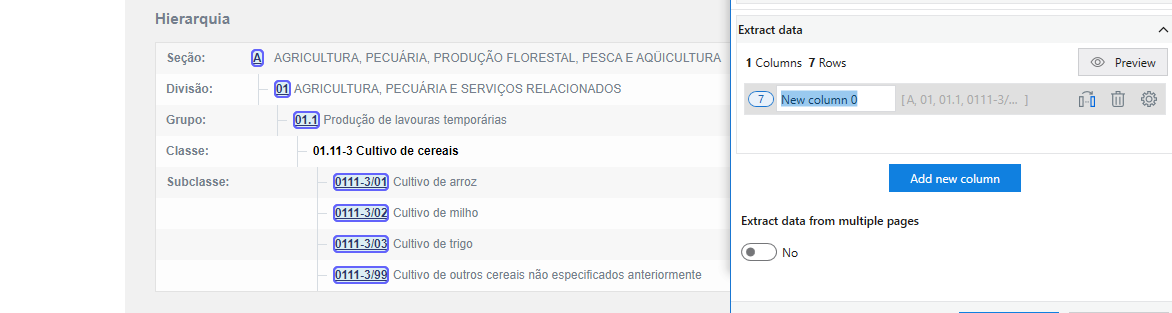 Hierarquia
Seção: A AGRICULTURA, PECUÁRIA, PRODUÇÃO FLORESTAL, PESCA E AQÜICULTURA
Divisão: 01 AGRICULTURA, PECUÁRIA E SERVIÇOS RELACIONADOS
Grupo: 01.1 Produção de lavouras temporárias
Classe: 01.11-3 Cultivo de cereais
Subclasse: 0111-3/01 Cultivo de arroz
0111-3/02 Cultivo de milho
0111-3/03 Cultivo de trigo
0111-3/99 Cultivo de outros cereais não especificados anteriormente
Extract data
1 Columns 7 Rows
Preview
7 New column 0 [ A, 01, 01.1, 0111-3/... ]
Add new column
Extract data from multiple pages
No